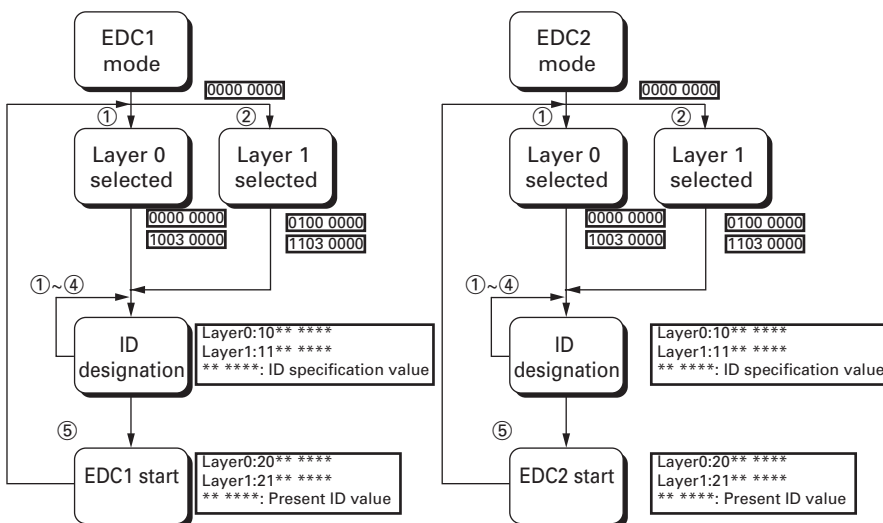 EDC1
mode
0000 0000
①
②
Layer 0
selected
Layer 1
selected
0000 0000
1003 0000
0100 0000
1103 0000
①~④
ID
designation
Layer0:10** ****
Layer1:11** ****
** ****: ID specification value
⑤
EDC1 start
Layer0:20** ****
Layer1:21** ****
** ****: Present ID value
EDC2
mode
0000 0000
①
②
Layer 0
selected
Layer 1
selected
0000 0000
1003 0000
0100 0000
1103 0000
①~④
ID
designation
Layer0:10** ****
Layer1:11** ****
** ****: ID specification value
⑤
EDC2 start
Layer0:20** ****
Layer1:21** ****
** ****: Present ID value